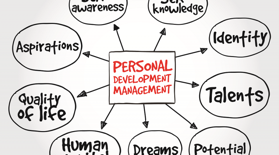 awareness
knowledge
Aspirations
Identity
PERSONAL
DEVELOPMENT
MANAGEMENT
Quality
of life
Talents
Human
Dreams
Potential